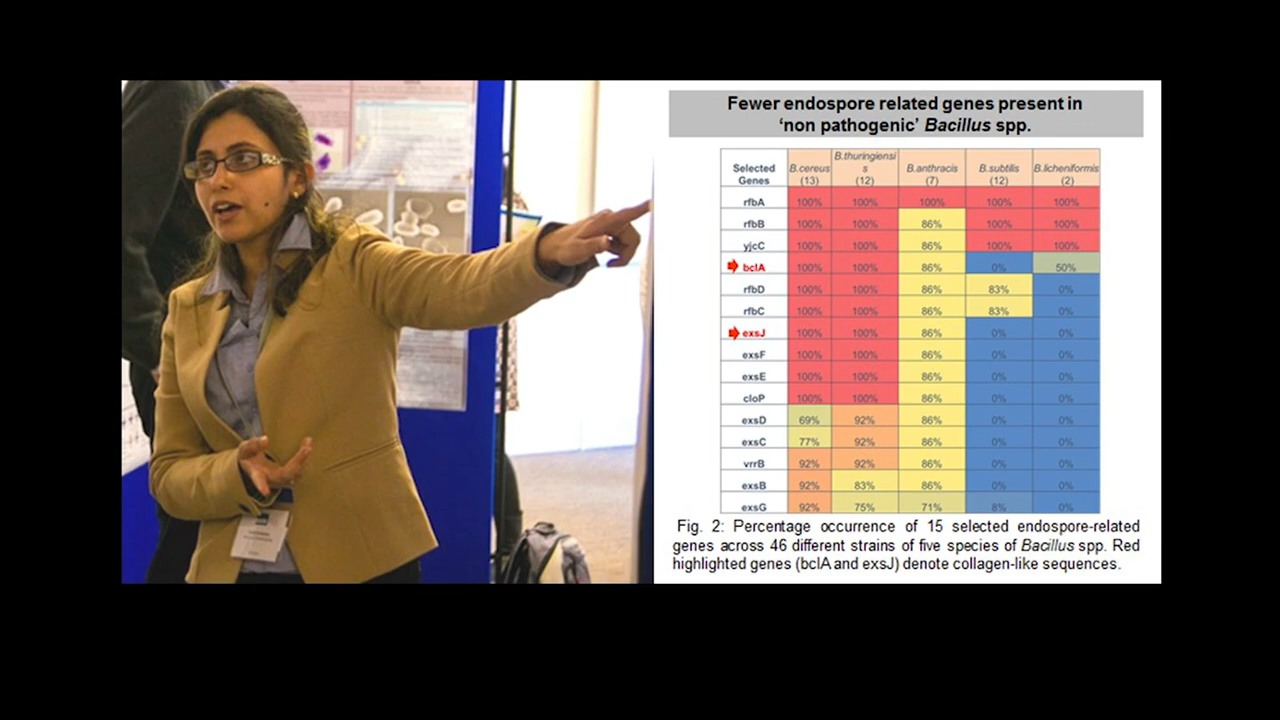 Fewer endospore related genes present in
‘non pathogenic’ Bacillus spp.
Selected Genes B.cereus (13) B.thuringiensis (12) B.anthracis (7) B.subtilis (12) B.licheniformis (2)
rfbA 100% 100% 100% 100% 100%
rfbB 100% 100% 86% 100% 100%
yjcC 100% 100% 86% 100% 100%
bclA 100% 100% 86% 0% 50%
rfbD 100% 100% 86% 83% 0%
rfbC 100% 100% 86% 83% 0%
exsJ 100% 100% 86% 0% 0%
exsF 100% 100% 86% 0% 0%
exsE 100% 100% 86% 0% 0%
cloP 100% 100% 86% 0% 0%
exsD 69% 92% 86% 0% 0%
exsC 77% 92% 86% 0% 0%
vrrB 92% 92% 86% 0% 0%
exsB 92% 83% 86% 0% 0%
exsG 92% 75% 71% 8% 0%
Fig. 2: Percentage occurrence of 15 selected endospore-related
genes across 46 different strains of five species of Bacillus spp. Red
highlighted genes (bclA and exsJ) denote collagen-like sequences.